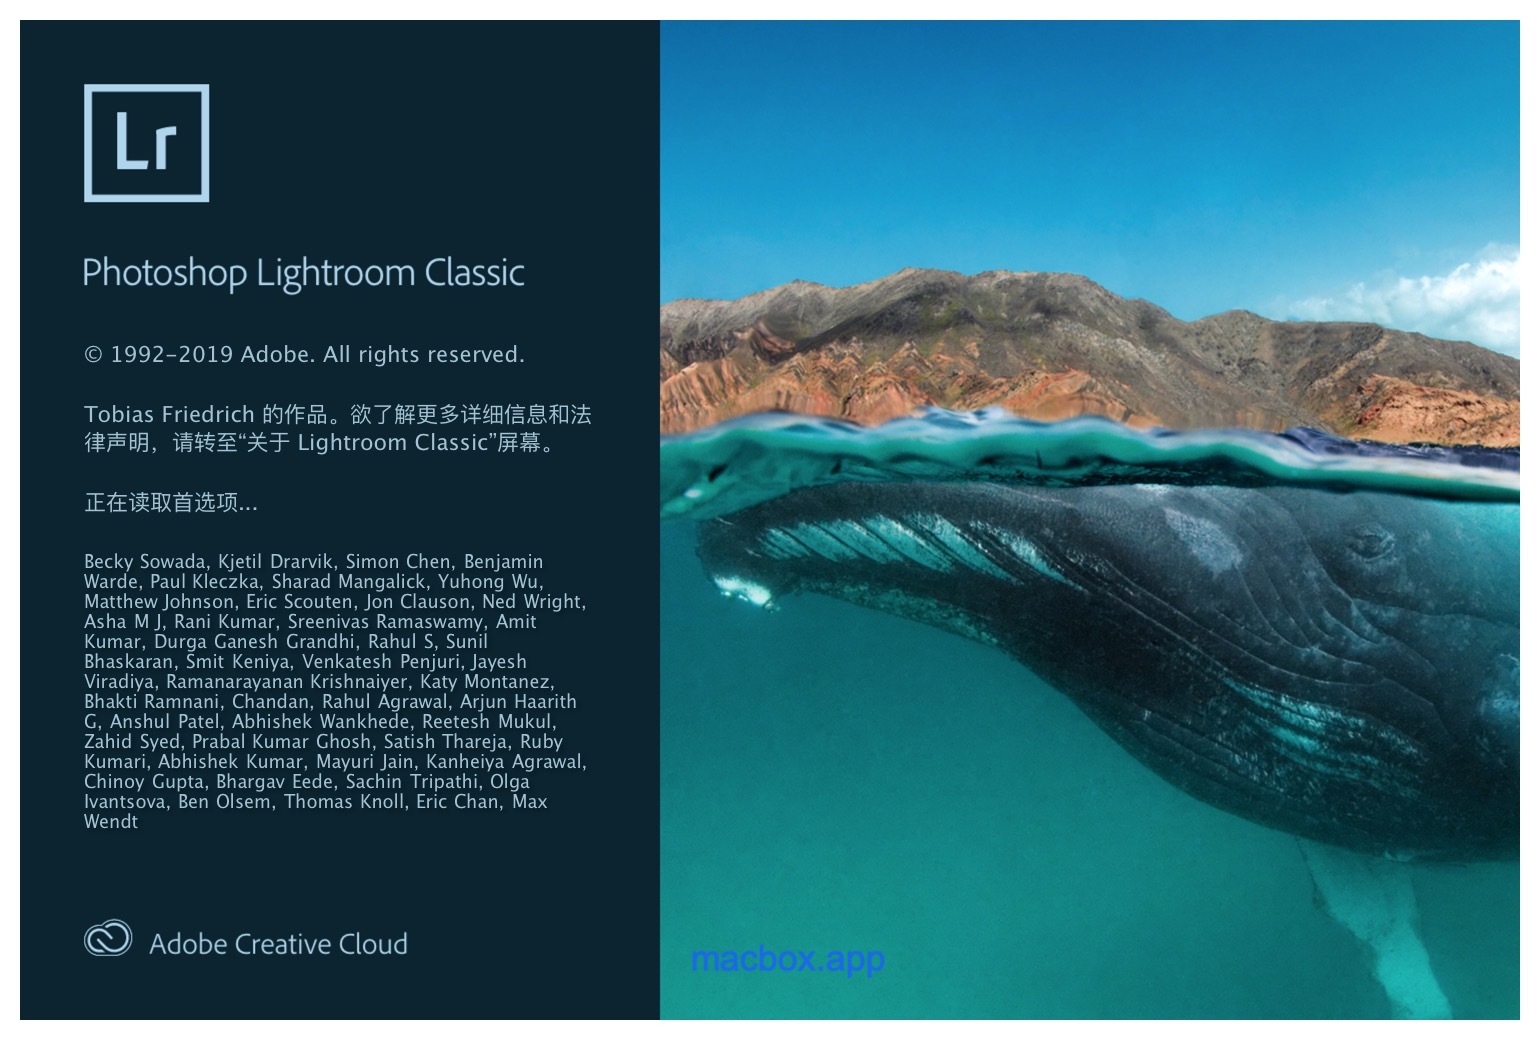 Lr
Photoshop Lightroom Classic
© 1992-2019 Adobe. All rights reserved.
Tobias Friedrich 的作品。欲了解更多详细信息和法
律声明，请转至“关于 Lightroom Classic”屏幕。
正在读取首选项...
Becky Sowada, Kjetil Drarvik, Simon Chen, Benjamin
Warde, Paul Kleczka, Sharad Mangalick, Yuhong Wu,
Matthew Johnson, Eric Scouten, Jon Clauson, Ned Wright,
Asha M J, Rani Kumar, Sreenivas Ramaswamy, Amit
Kumar, Durga Ganesh Grandhi, Rahul S, Sunil
Bhaskaran, Smit Keniya, Venkatesh Penjuri, Jayesh
Viradiya, Ramanarayanan Krishnaiyer, Katy Montanez,
Bhakti Ramnani, Chandan, Rahul Agrawal, Arjun Haarith
G, Anshul Patel, Abhishek Wankhede, Reetesh Mukul,
Zahid Syed, Prabal Kumar Ghosh, Satish Thareja, Ruby
Kumari, Abhishek Kumar, Mayuri Jain, Kanheiya Agrawal,
Chinoy Gupta, Bhargav Eede, Sachin Tripathi, Olga
Ivantsova, Ben Olsem, Thomas Knoll, Eric Chan, Max
Wendt
Adobe Creative Cloud
macbox.app